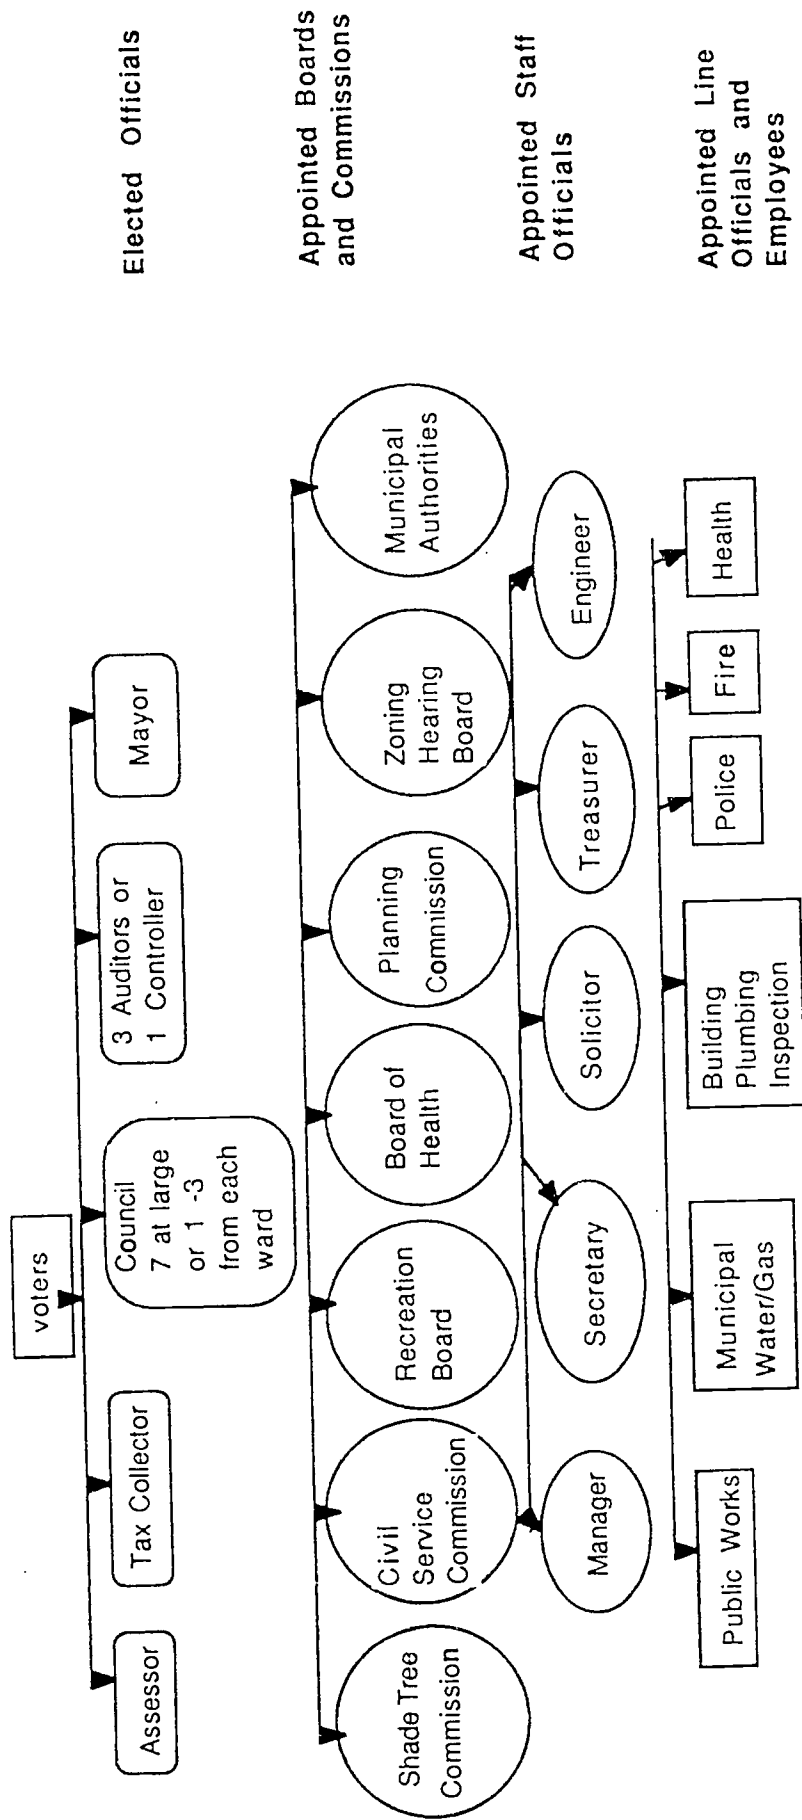 voters
Elected Officials
Assessor
Tax Collector
Council
7 at large
or 1 -3
from each
ward
3 Auditors or
1 Controller
Mayor
Appointed Boards
and Commissions
Shade Tree
Commission
Civil
Service
Commission
Recreation
Board
Board of
Health
Planning
Commission
Zoning
Hearing
Board
Municipal
Authorities
Appointed Staff
Officials
Manager
Secretary
Solicitor
Treasurer
Engineer
Appointed Line
Officials and
Employees
Public Works
Municipal
Water/Gas
Building
Plumbing
Inspection
Police
Fire
Health